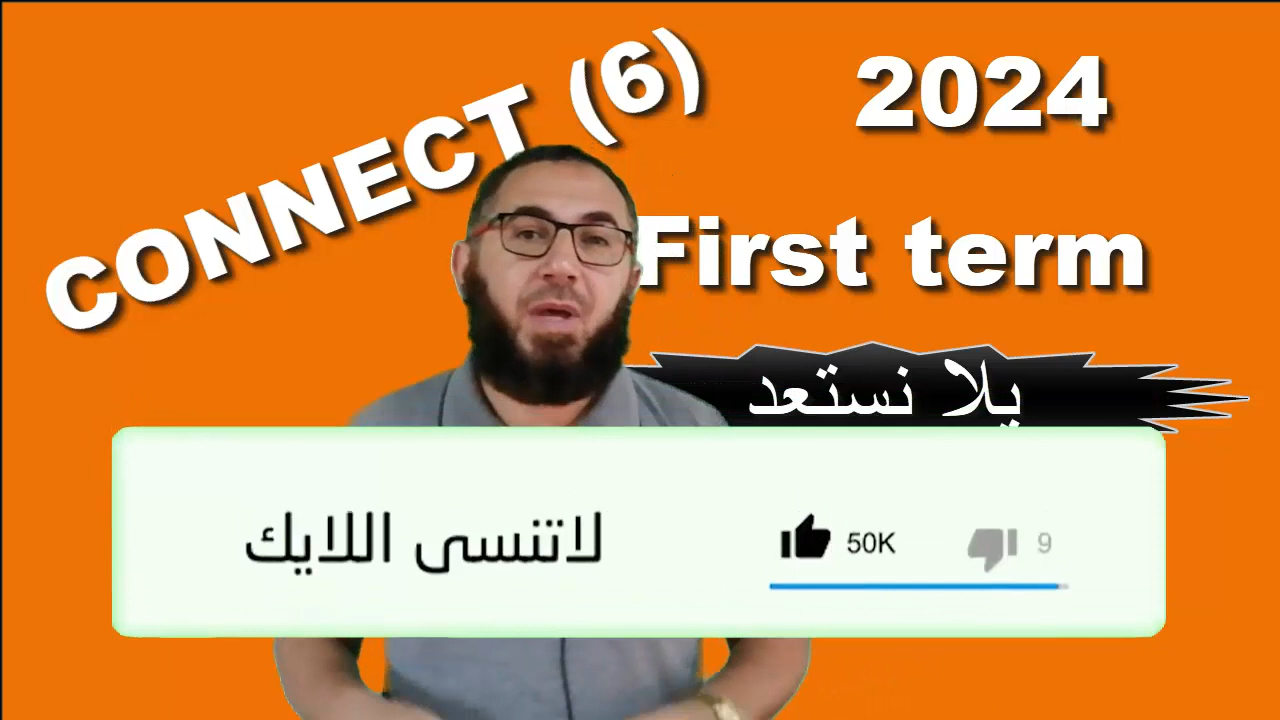 CONNECT (6)
2024
First term
يلا نستعد
لاتنسى اللايك
50K
9